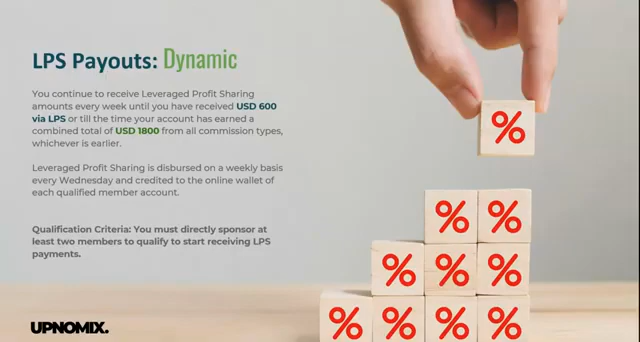 LPS Payouts: Dynamic
You continue to receive Leveraged Profit Sharing
amounts every week until you have received USD 600
via LPS or till the time your account has earned a
combined total of USD 1800 from all commission types,
whichever is earlier.
Leveraged Profit Sharing is disbursed on a weekly basis
every Wednesday and credited to the online wallet of
each qualified member account.
Qualification Criteria: You must directly sponsor at
least two members to qualify to start receiving LPS
payments.
%
% %
% % %
% % % %
UPNOMIX.